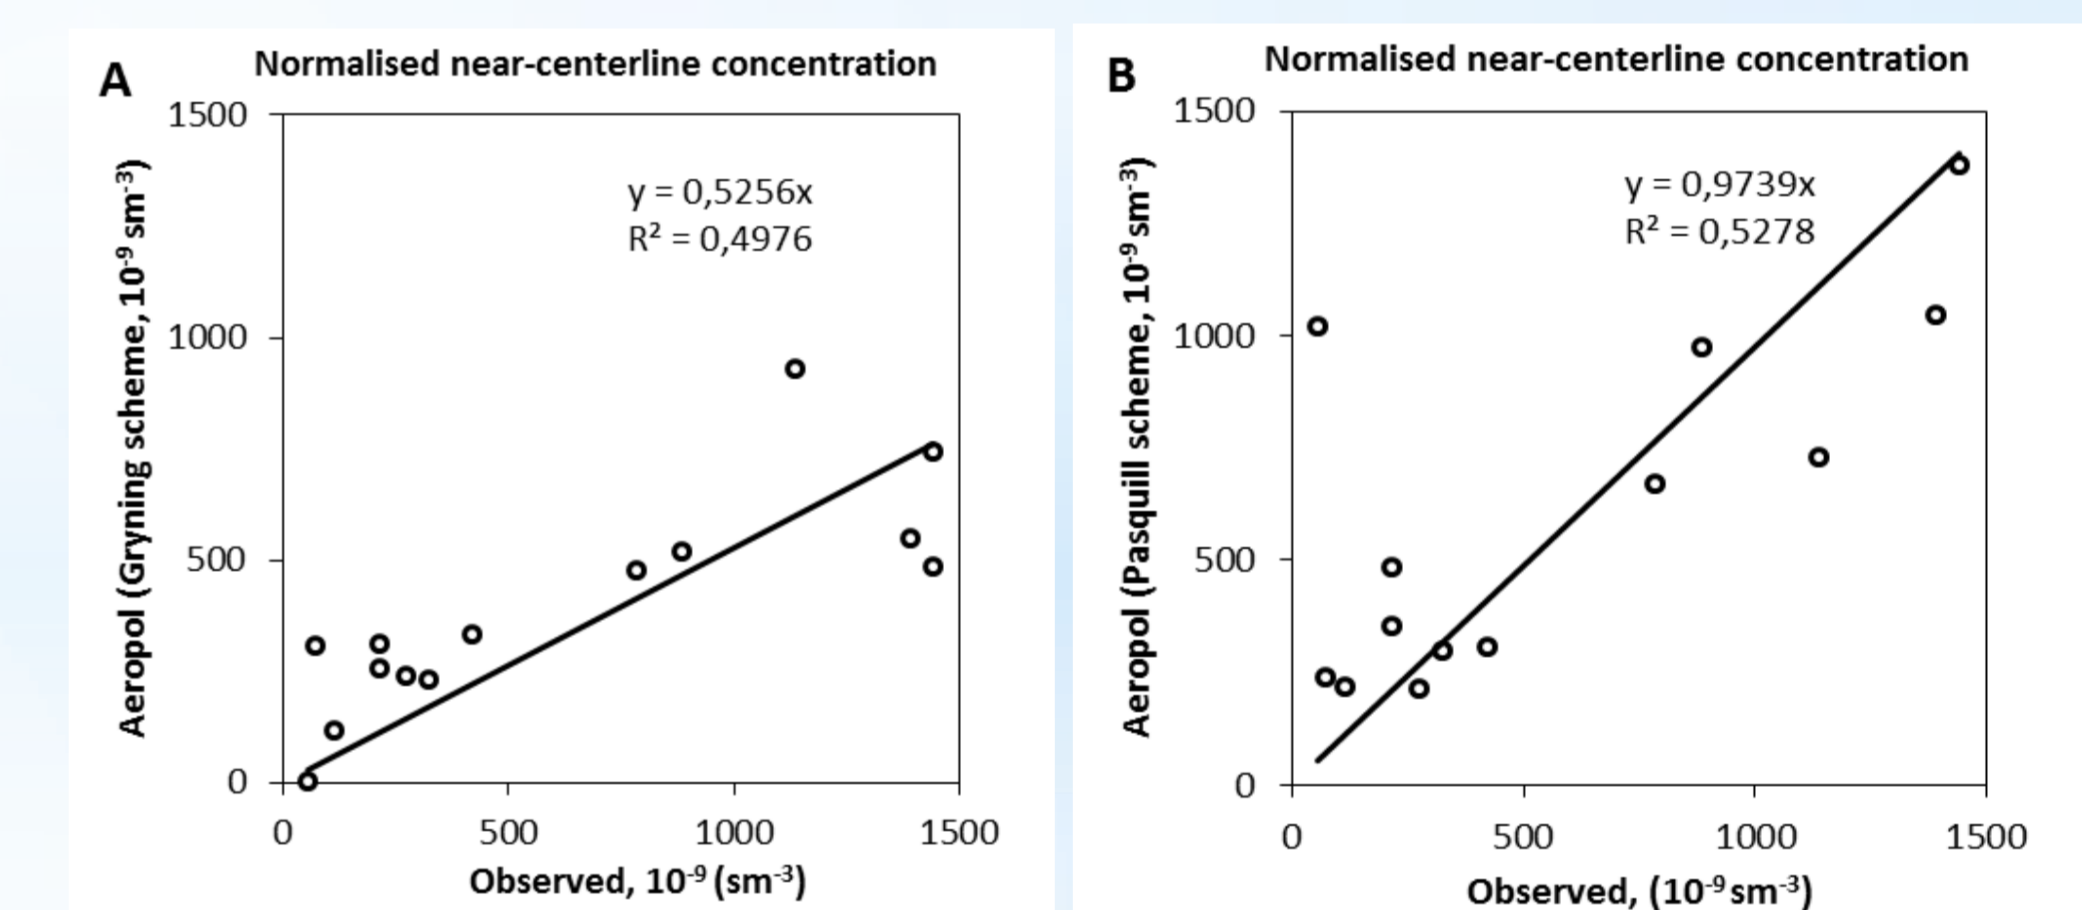 A
Normalised near-centerline concentration
1500
1000
500
0
Aeropol (Gryning scheme, 10⁻⁹ sm⁻³)
y = 0,5256x
R² = 0,4976
0 500 1000 1500
Observed, 10⁻⁹ (sm⁻³)
B
Normalised near-centerline concentration
1500
1000
500
0
Aeropol (Pasquill scheme, 10⁻⁹ sm⁻³)
y = 0,9739x
R² = 0,5278
0 500 1000 1500
Observed, (10⁻⁹ sm⁻³)